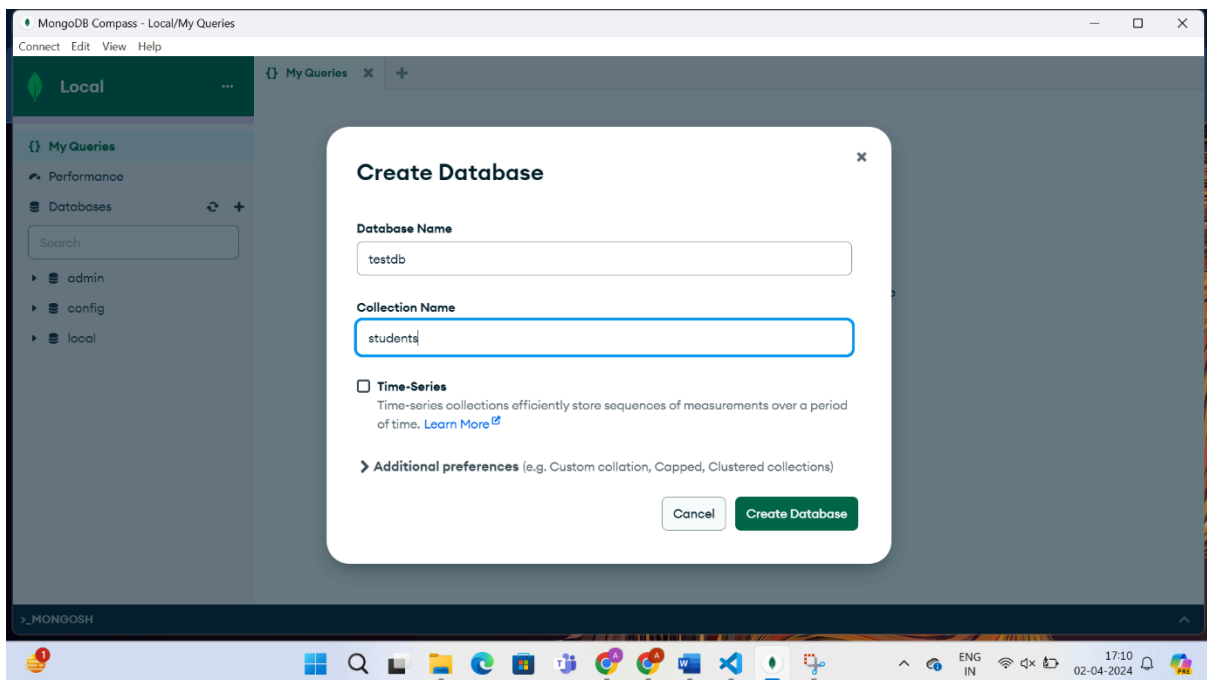 MongoDB Compass - Local/My Queries
Connect Edit View Help
Local
{} My Queries
{} My Queries
Performance
Databases
Search
admin
config
local
Create Database
Database Name
testdb
Collection Name
students
Time-Series
Time-series collections efficiently store sequences of measurements over a period
of time. Learn More
Additional preferences (e.g. Custom collation, Capped, Clustered collections)
Cancel Create Database
>_MONGOSH
1
A A
ENG
IN
17:10
02-04-2024
PRE